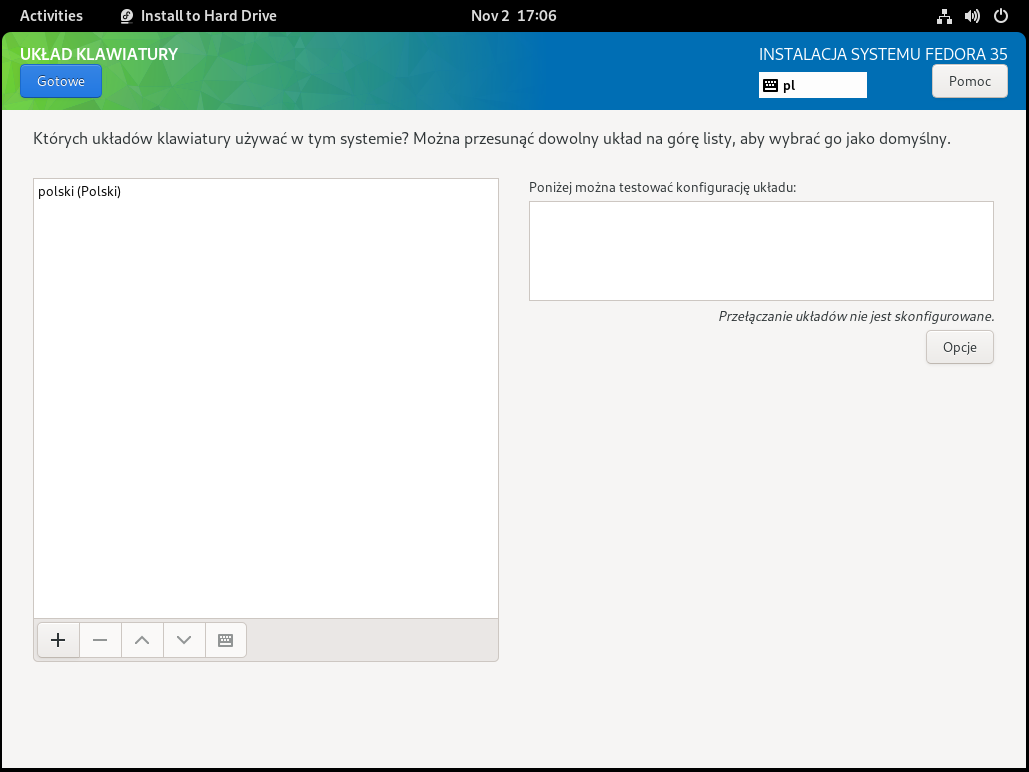 Activities Install to Hard Drive Nov 2 17:06
UKŁAD KLAWIATURY INSTALACJA SYSTEMU FEDORA 35
Gotowe pl Pomoc
Których układów klawiatury używać w tym systemie? Można przesunąć dowolny układ na górę listy, aby wybrać go jako domyślny.
polski (Polski)
Poniżej można testować konfigurację układu:
Przełączanie układów nie jest skonfigurowane.
Opcje